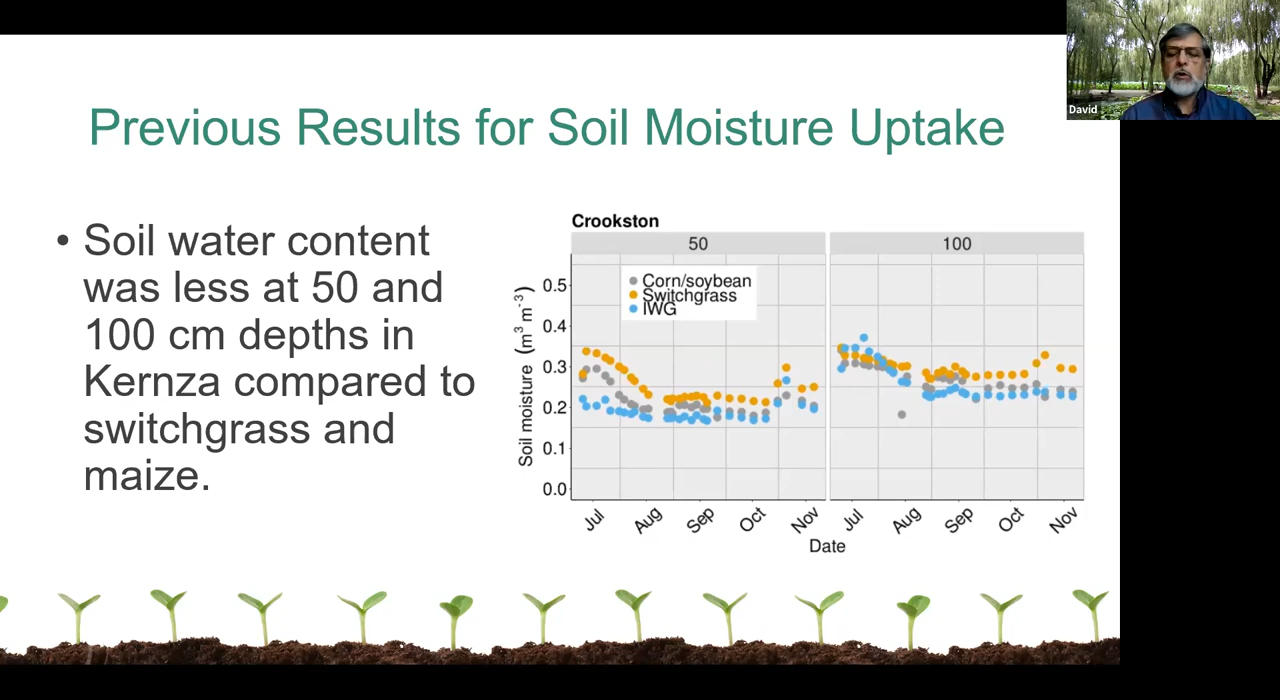 David
Previous Results for Soil Moisture Uptake
• Soil water content
was less at 50 and
100 cm depths in
Kernza compared to
switchgrass and
maize.
Crookston
50
100
Corn/soybean
Switchgrass
IWG
Soil moisture (m³ m⁻³)
0.5
0.4
0.3
0.2
0.1
0.0
Jul
Aug
Sep
Oct
Nov
Jul
Aug
Sep
Oct
Nov
Date